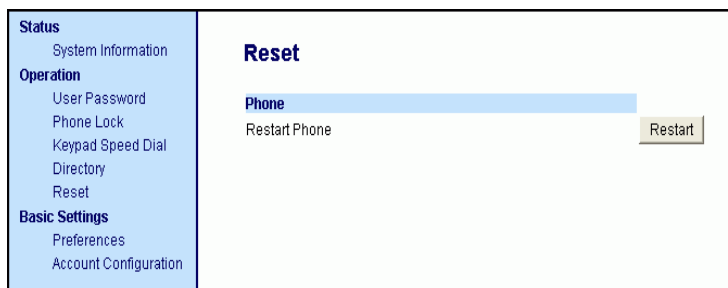 Status
System Information
Operation
User Password
Phone Lock
Keypad Speed Dial
Directory
Reset
Basic Settings
Preferences
Account Configuration
Reset
Phone
Restart Phone
Restart